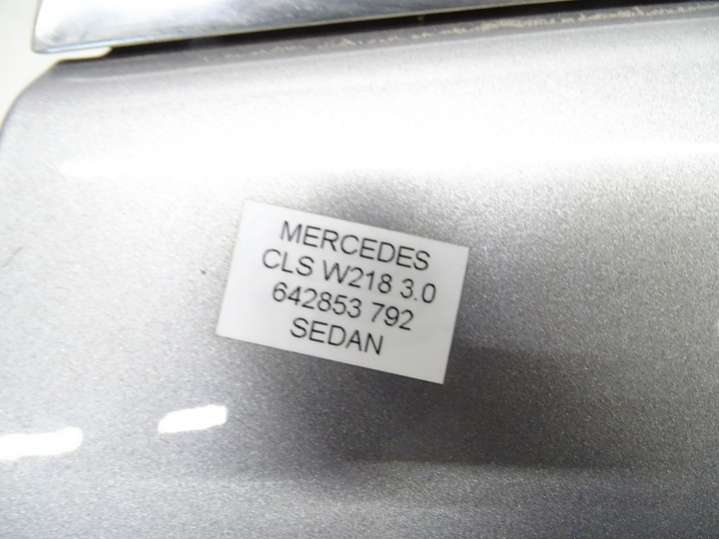 MERCEDES
CLS W218 3.0
642853 792
SEDAN